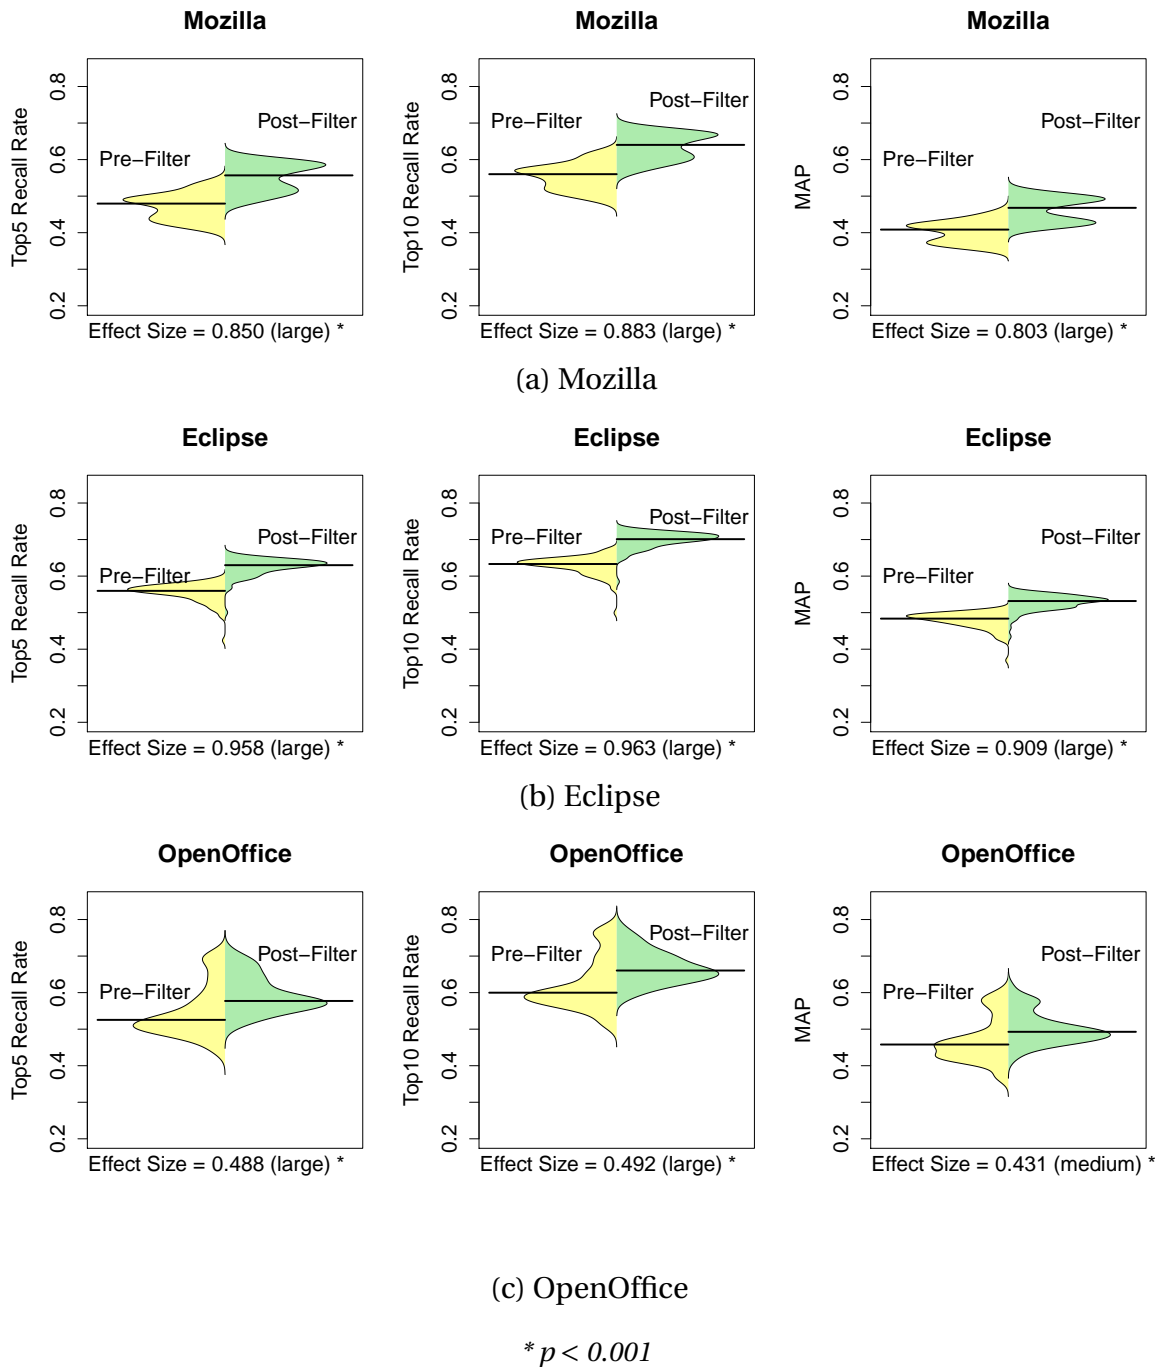 Mozilla
Mozilla
Mozilla
Top5 Recall Rate
0.2 0.4 0.6 0.8
Pre−Filter
Post−Filter
Effect Size = 0.850 (large) *
Top10 Recall Rate
0.2 0.4 0.6 0.8
Pre−Filter
Post−Filter
Effect Size = 0.883 (large) *
MAP
0.2 0.4 0.6 0.8
Pre−Filter
Post−Filter
Effect Size = 0.803 (large) *
(a) Mozilla
Eclipse
Eclipse
Eclipse
Top5 Recall Rate
0.2 0.4 0.6 0.8
Pre−Filter
Post−Filter
Effect Size = 0.958 (large) *
Top10 Recall Rate
0.2 0.4 0.6 0.8
Pre−Filter
Post−Filter
Effect Size = 0.963 (large) *
MAP
0.2 0.4 0.6 0.8
Pre−Filter
Post−Filter
Effect Size = 0.909 (large) *
(b) Eclipse
OpenOffice
OpenOffice
OpenOffice
Top5 Recall Rate
0.2 0.4 0.6 0.8
Pre−Filter
Post−Filter
Effect Size = 0.488 (large) *
Top10 Recall Rate
0.2 0.4 0.6 0.8
Pre−Filter
Post−Filter
Effect Size = 0.492 (large) *
MAP
0.2 0.4 0.6 0.8
Pre−Filter
Post−Filter
Effect Size = 0.431 (medium) *
(c) OpenOffice
* p < 0.001